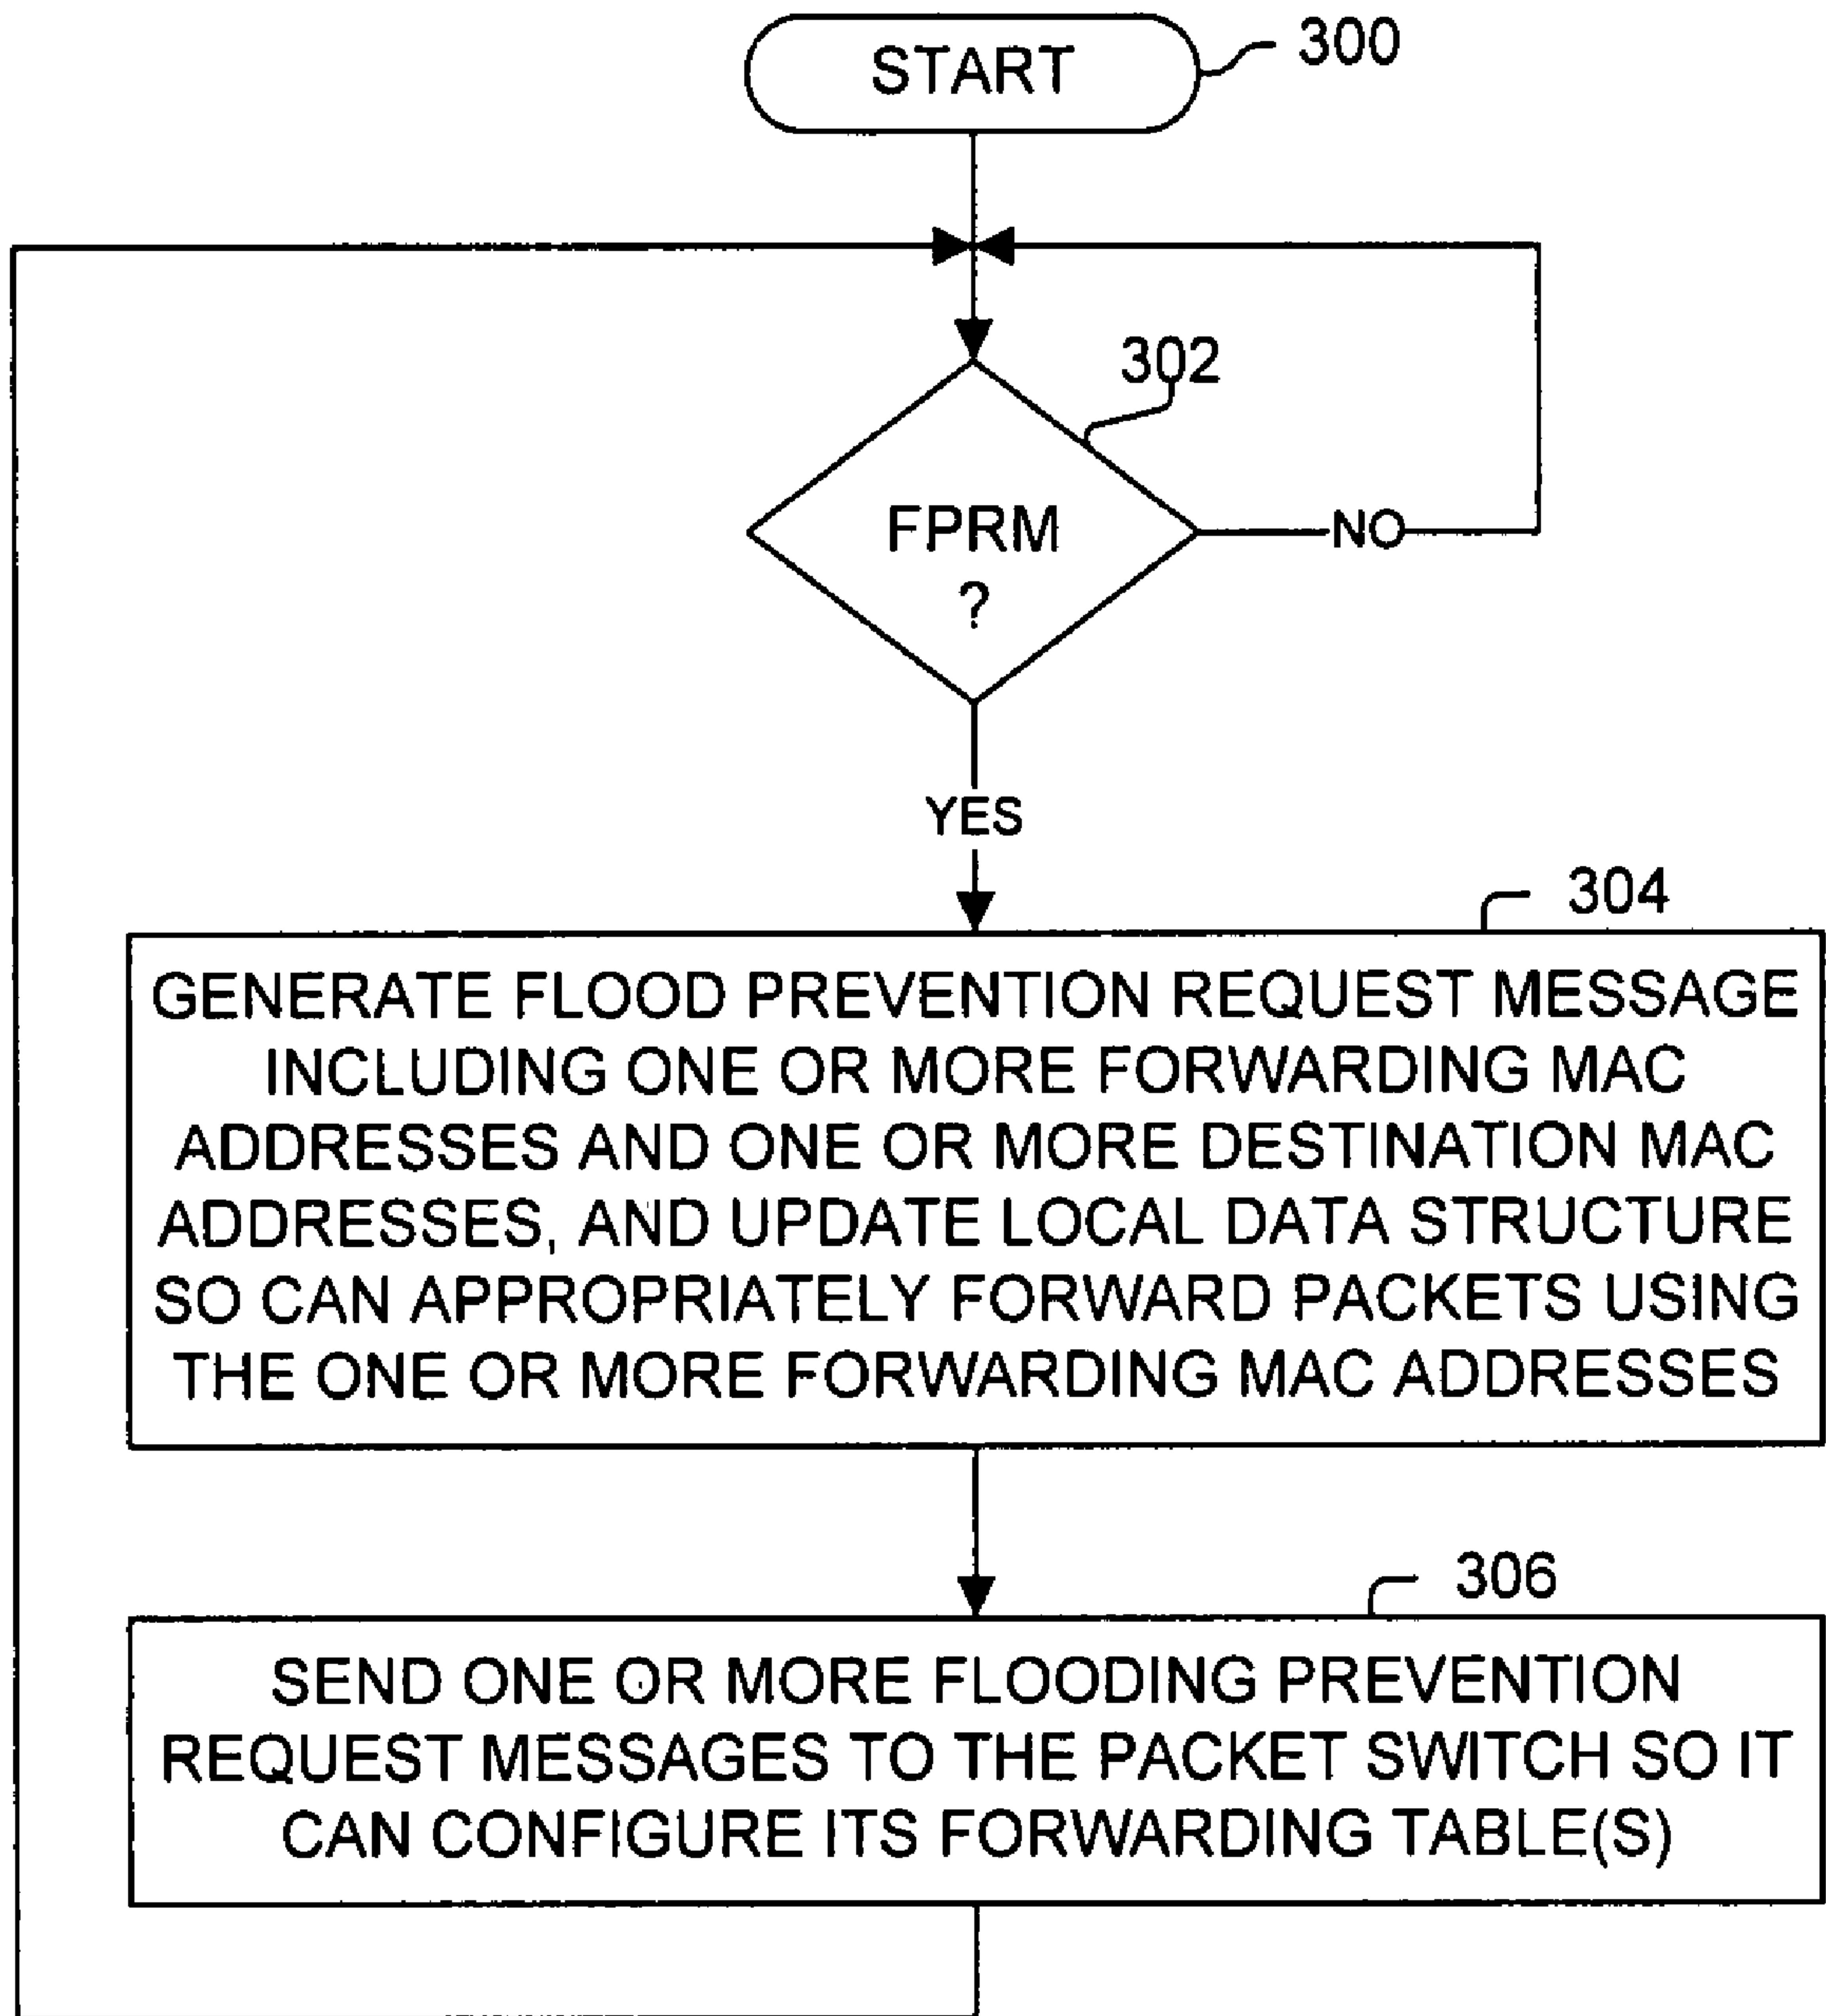 START
300
302
FPRM
?
NO
YES
304
GENERATE FLOOD PREVENTION REQUEST MESSAGE
INCLUDING ONE OR MORE FORWARDING MAC
ADDRESSES AND ONE OR MORE DESTINATION MAC
ADDRESSES, AND UPDATE LOCAL DATA STRUCTURE
SO CAN APPROPRIATELY FORWARD PACKETS USING
THE ONE OR MORE FORWARDING MAC ADDRESSES
306
SEND ONE OR MORE FLOODING PREVENTION
REQUEST MESSAGES TO THE PACKET SWITCH SO IT
CAN CONFIGURE ITS FORWARDING TABLE(S)